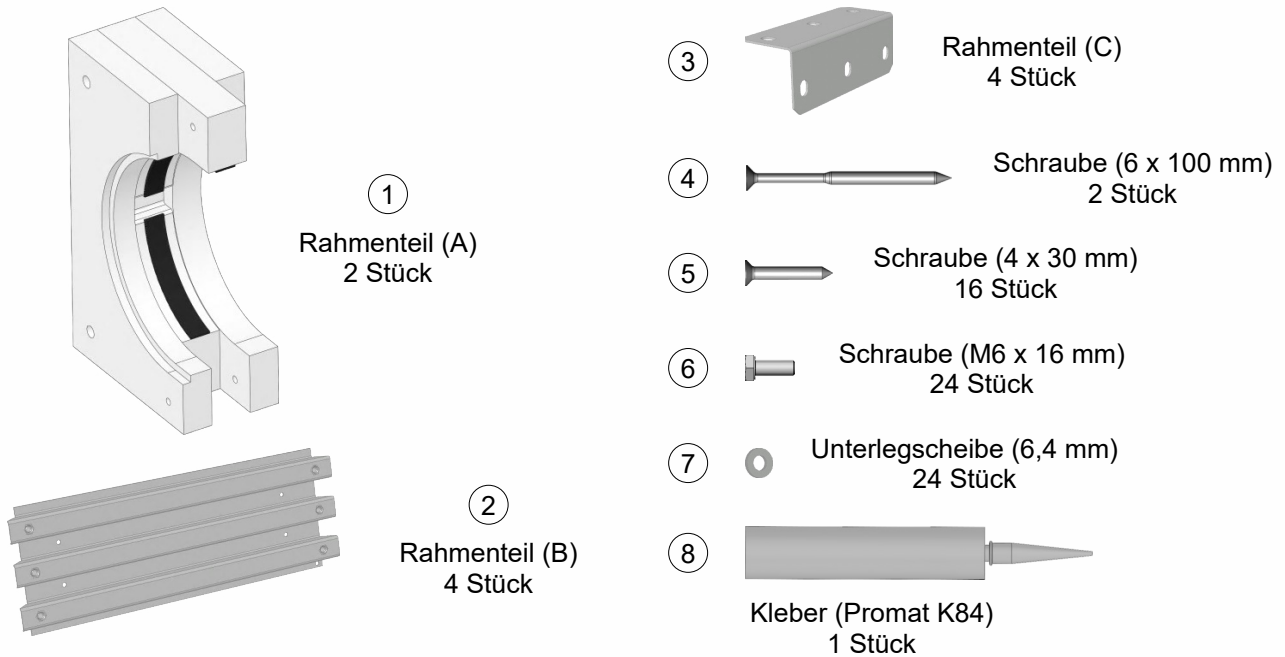 1
Rahmenteil (A)
2 Stück
2
Rahmenteil (B)
4 Stück
3
Rahmenteil (C)
4 Stück
4
Schraube (6 x 100 mm)
2 Stück
5
Schraube (4 x 30 mm)
16 Stück
6
Schraube (M6 x 16 mm)
24 Stück
7
Unterlegscheibe (6,4 mm)
24 Stück
8
Kleber (Promat K84)
1 Stück